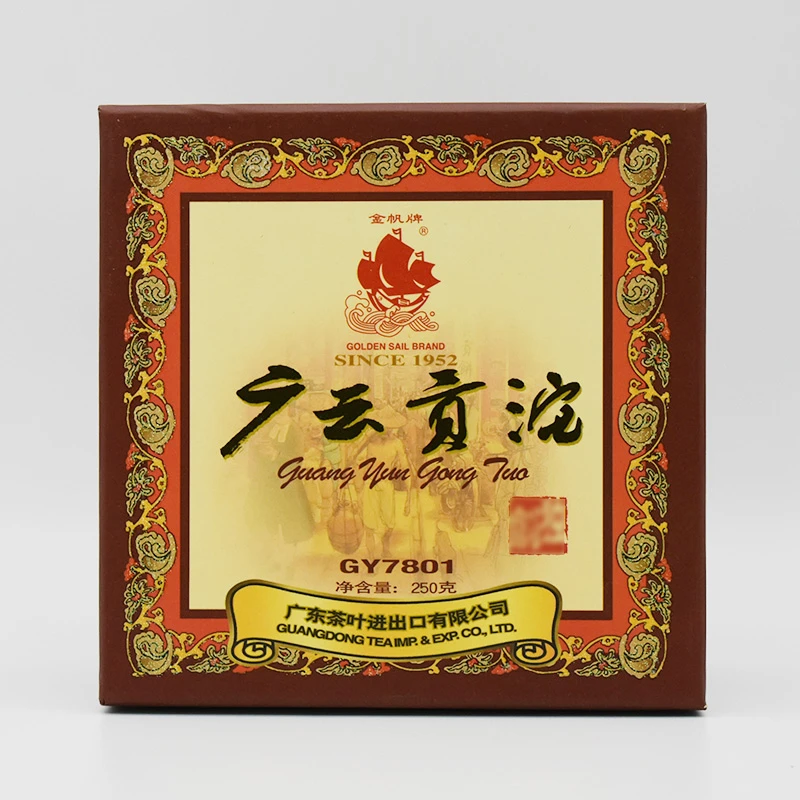 金帆牌
®
GOLDEN SAIL BRAND
SINCE 1952
广云贡沱
Guang Yun Gong Tuo
GY7801
净含量：250克
广东茶叶进出口有限公司
GUANGDONG TEA IMP. & EXP. CO., LTD.